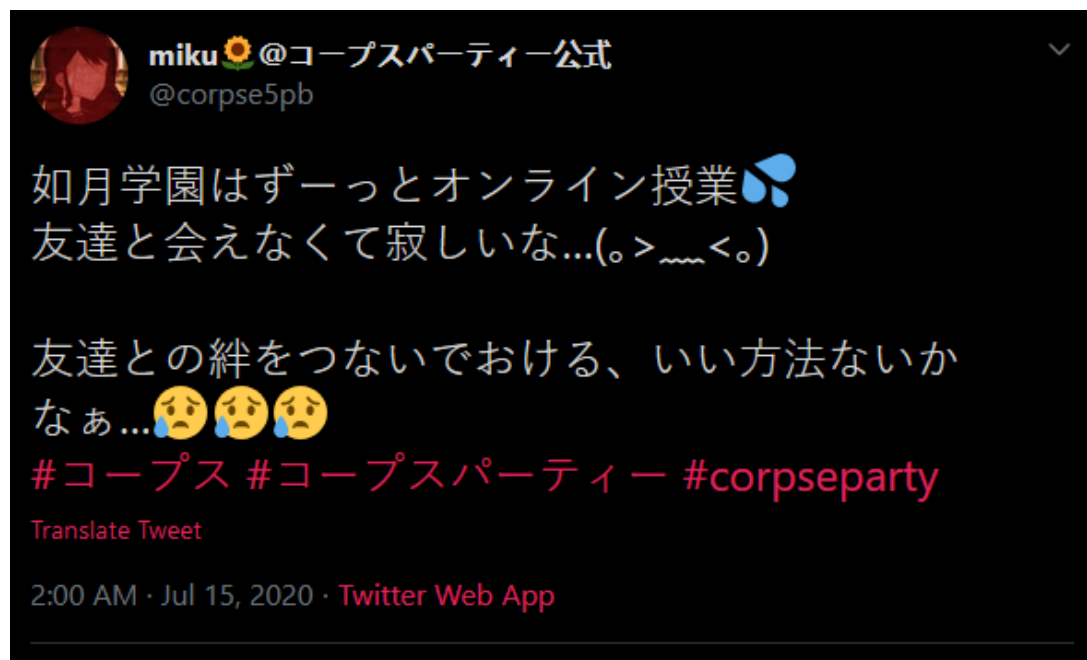 miku🌻@コープスパーティー公式
@corpse5pb
如月学園はずーっとオンライン授業💦
友達と会えなくて寂しいな...(｡>﹏<｡)
友達との絆をつないでおける、いい方法ないか
なぁ...😥😥😥
#コープス #コープスパーティー #corpseparty
Translate Tweet
2:00 AM · Jul 15, 2020 · Twitter Web App